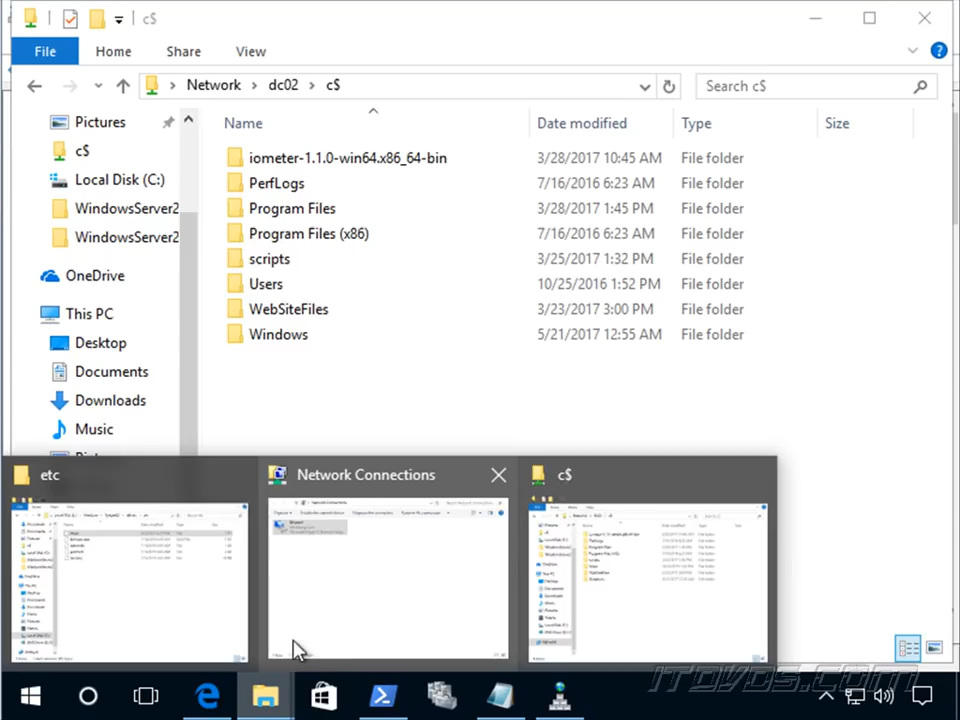 c$
File Home Share View
Network dc02 c$ Search c$
Name Date modified Type Size
Pictures
c$
Local Disk (C:)
WindowsServer2
WindowsServer2
OneDrive
This PC
Desktop
Documents
Downloads
Music
iometer-1.1.0-win64.x86_64-bin 3/28/2017 10:45 AM File folder
PerfLogs 7/16/2016 6:23 AM File folder
Program Files 3/28/2017 1:45 PM File folder
Program Files (x86) 7/16/2016 6:23 AM File folder
scripts 3/25/2017 1:32 PM File folder
Users 10/25/2016 1:52 PM File folder
WebSiteFiles 3/23/2017 3:00 PM File folder
Windows 5/21/2017 12:55 AM File folder
etc Network Connections c$
ITDVDS.COM